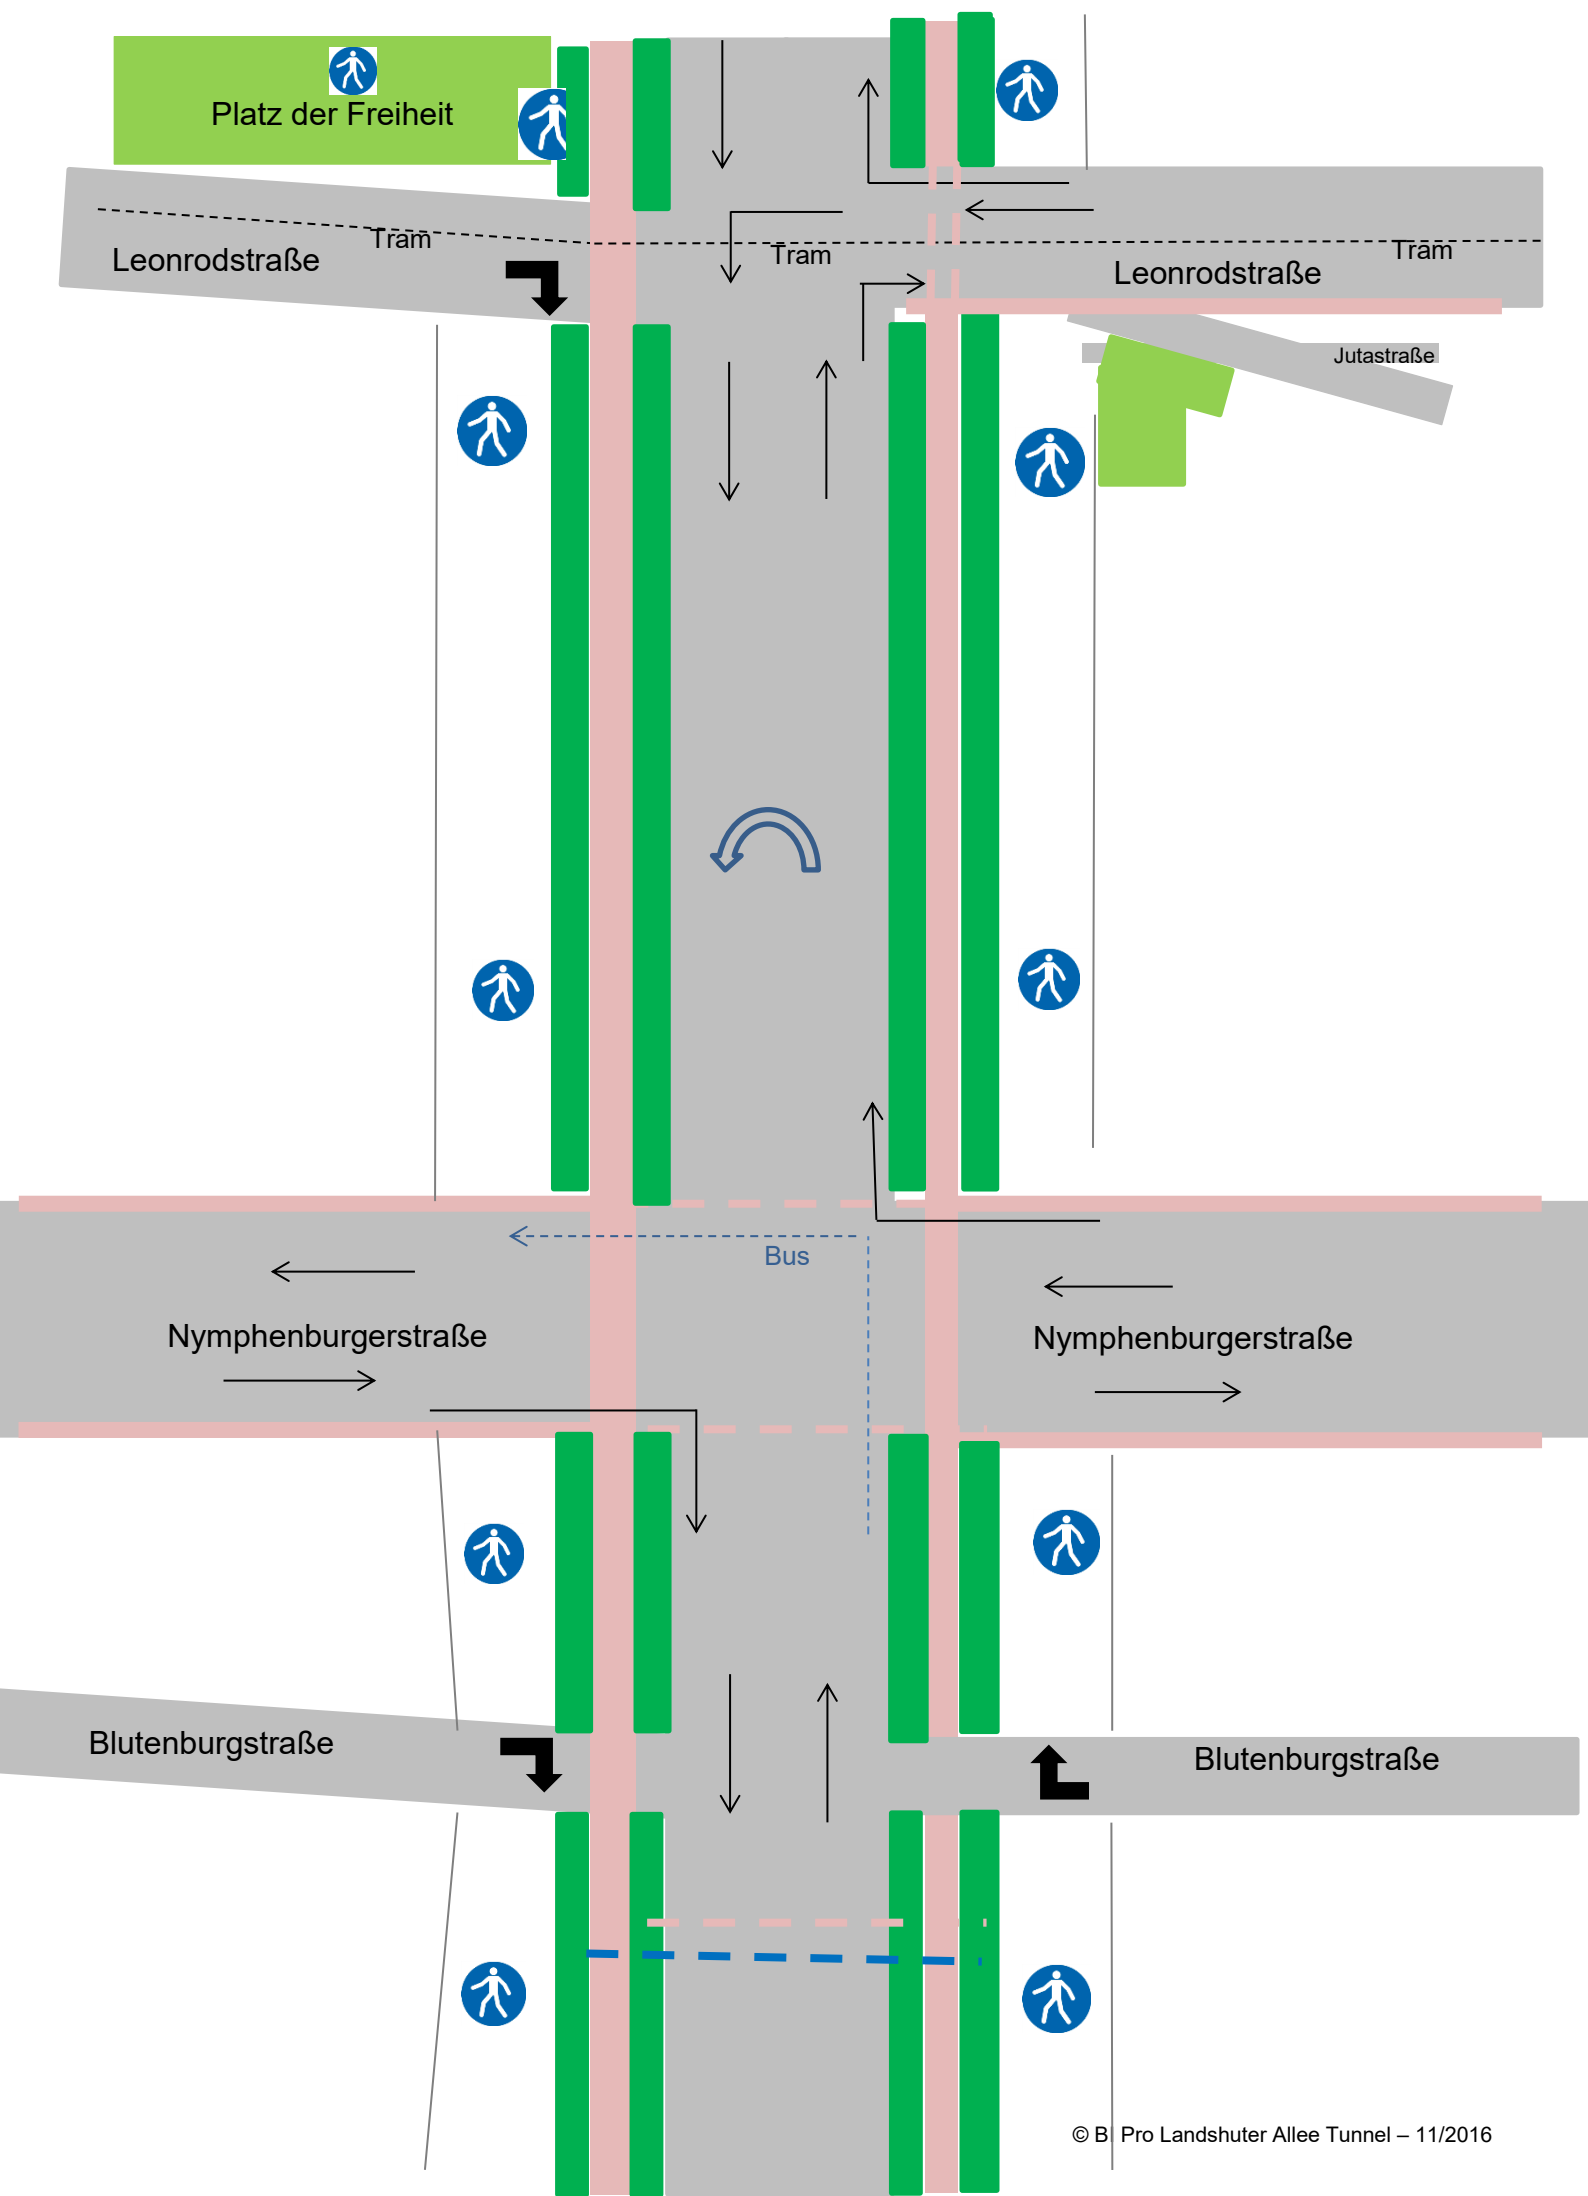 Platz der Freiheit
Tram
Leonrodstraße
Tram
Tram
Leonrodstraße
Jutastraße
Bus
Nymphenburgerstraße
Nymphenburgerstraße
Blutenburgstraße
Blutenburgstraße
© BI Pro Landshuter Allee Tunnel – 11/2016